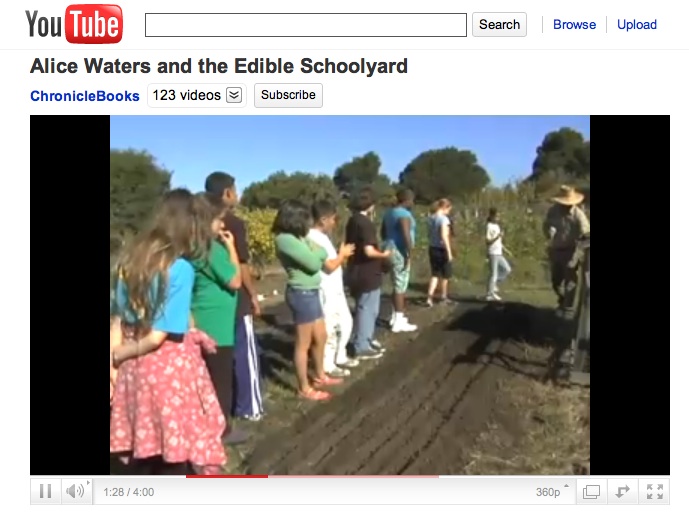 YouTube Search Browse Upload
Alice Waters and the Edible Schoolyard
ChronicleBooks 123 videos Subscribe
1:28 / 4:00 360p